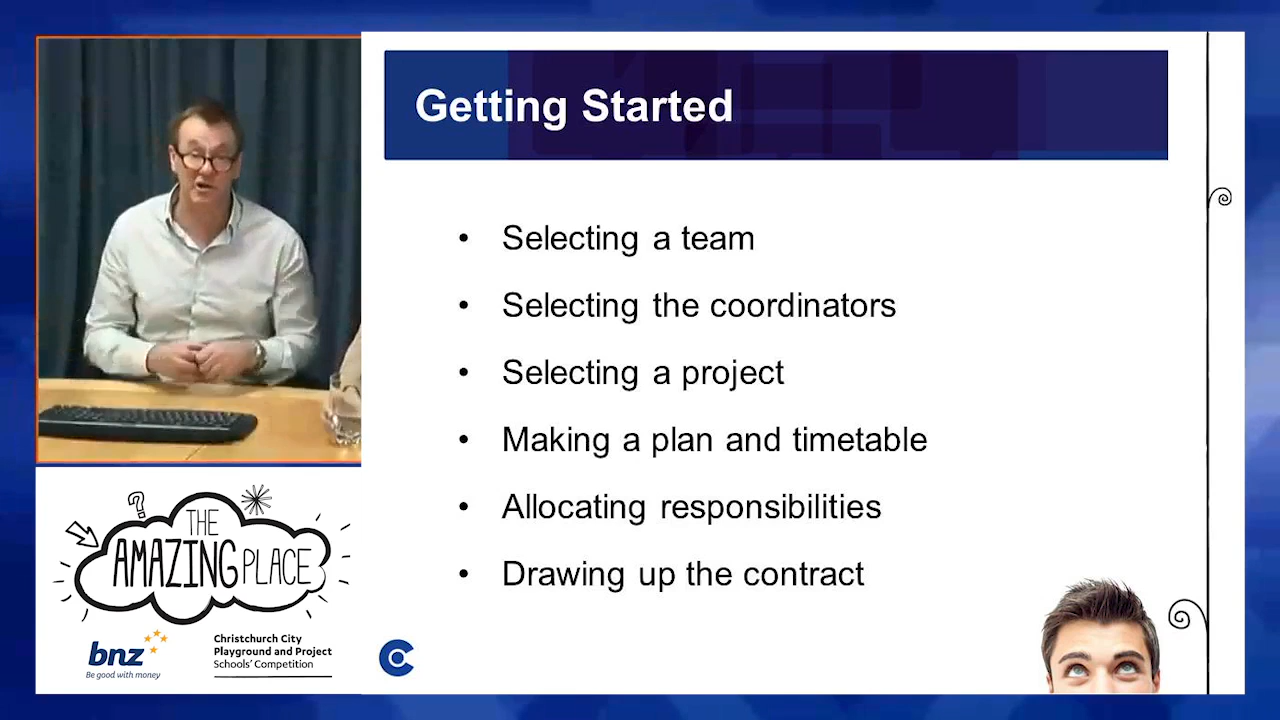 Getting Started
• Selecting a team
• Selecting the coordinators
• Selecting a project
• Making a plan and timetable
• Allocating responsibilities
• Drawing up the contract
?
THE
AMAZING PLACE
bnz
Be good with money
Christchurch City
Playground and Project
Schools' Competition